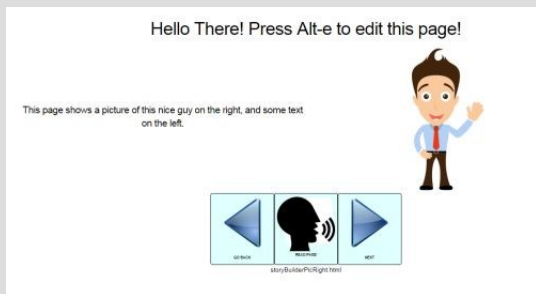 Hello There! Press Alt-e to edit this page!
This page shows a picture of this nice guy on the right, and some text
on the left.
GO BACK
READ PAGE
NEXT
storyBuilderPicRight.html